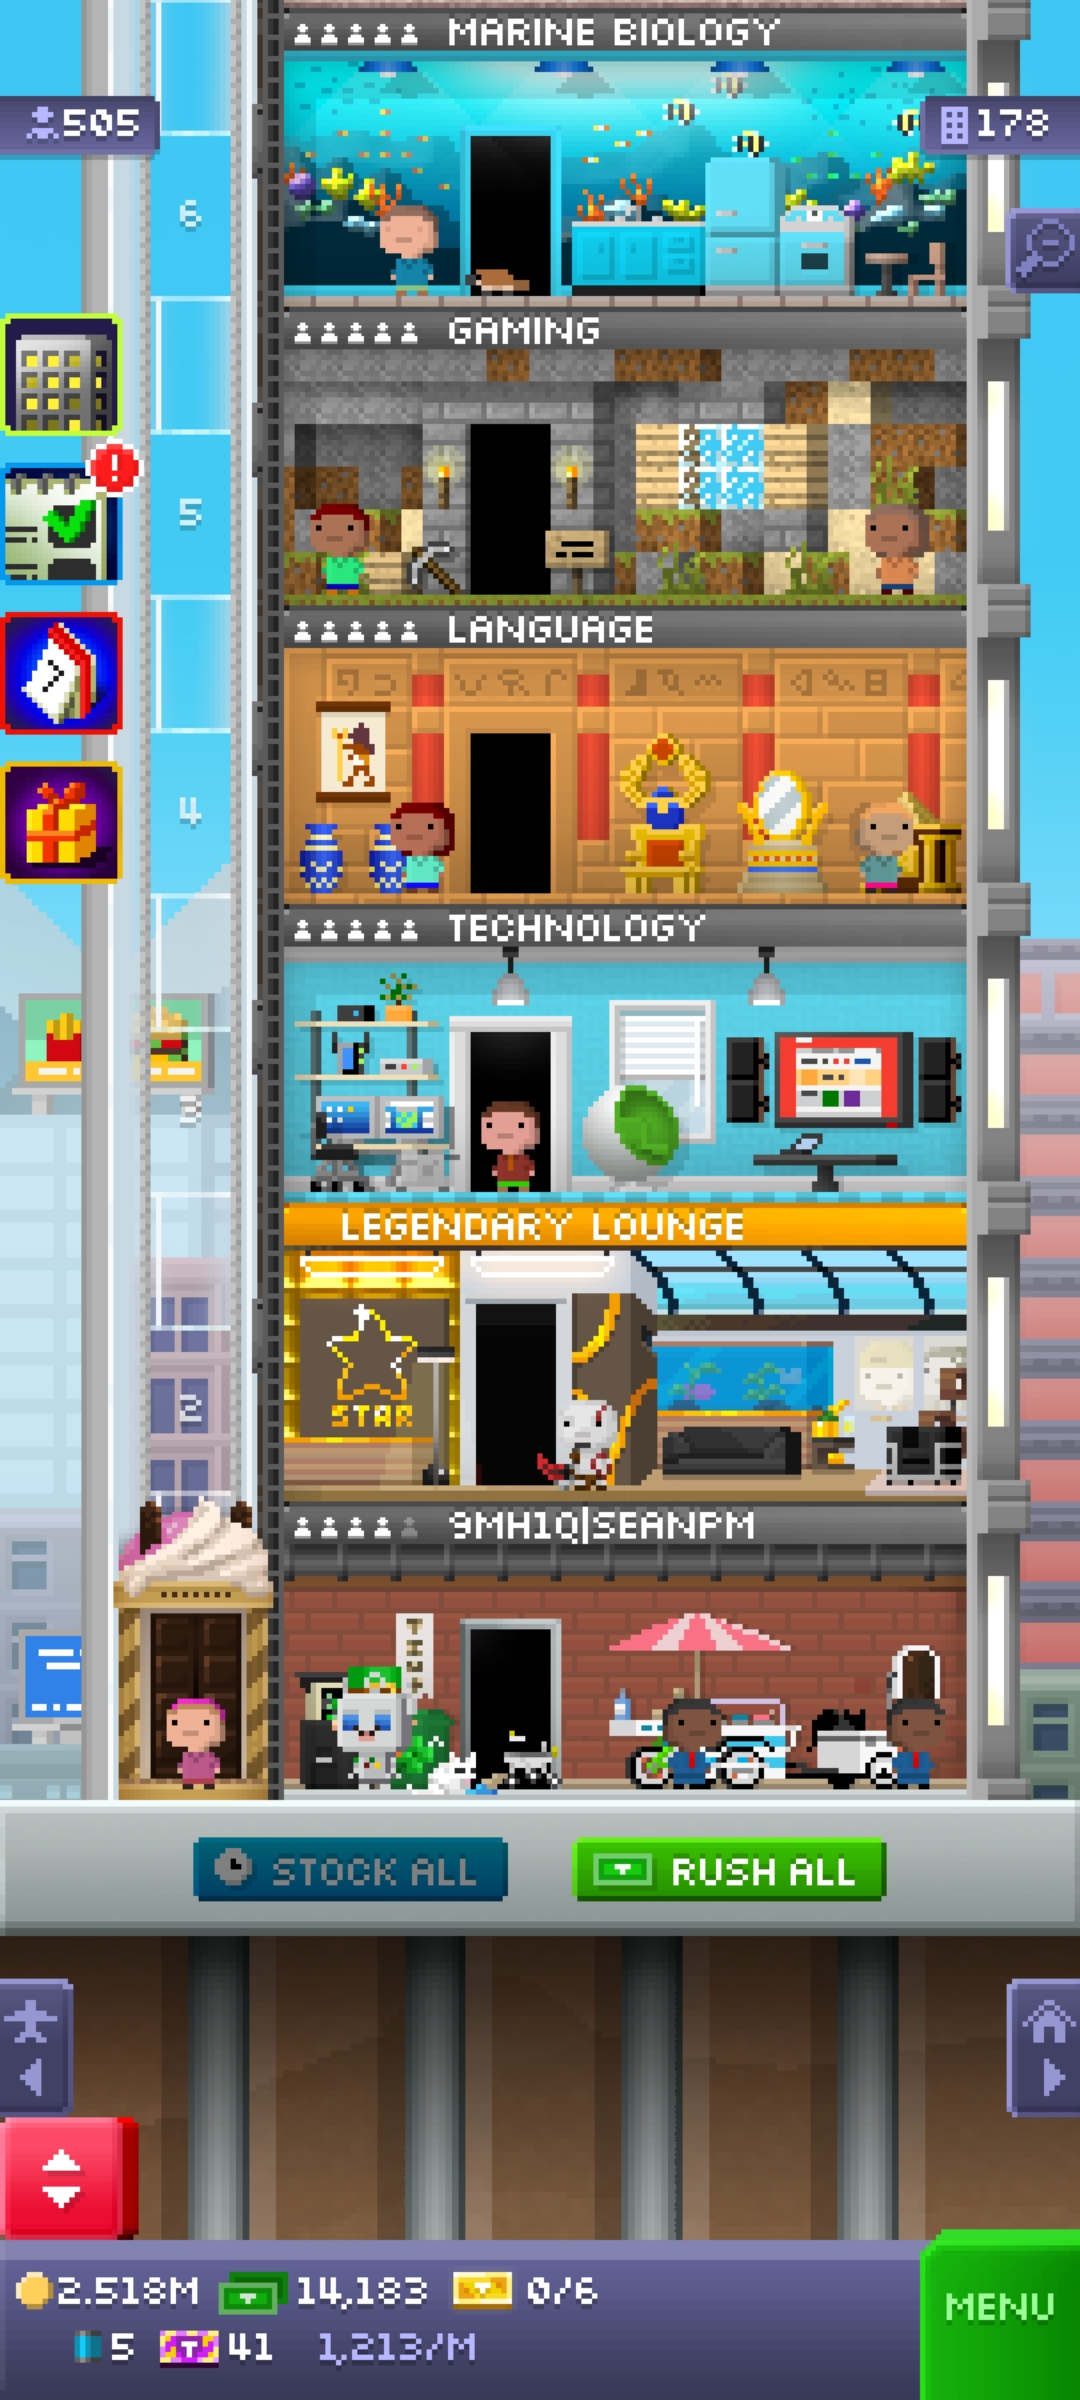 MARINE BIOLOGY
505
178
6
GAMING
5
LANGUAGE
4
TECHNOLOGY
3
LEGENDARY LOUNGE
STAR
2
9MH1Q|SEANPM
STOCK ALL
RUSH ALL
2.518M 14,183 0/6
5 41 1,213/M
MENU